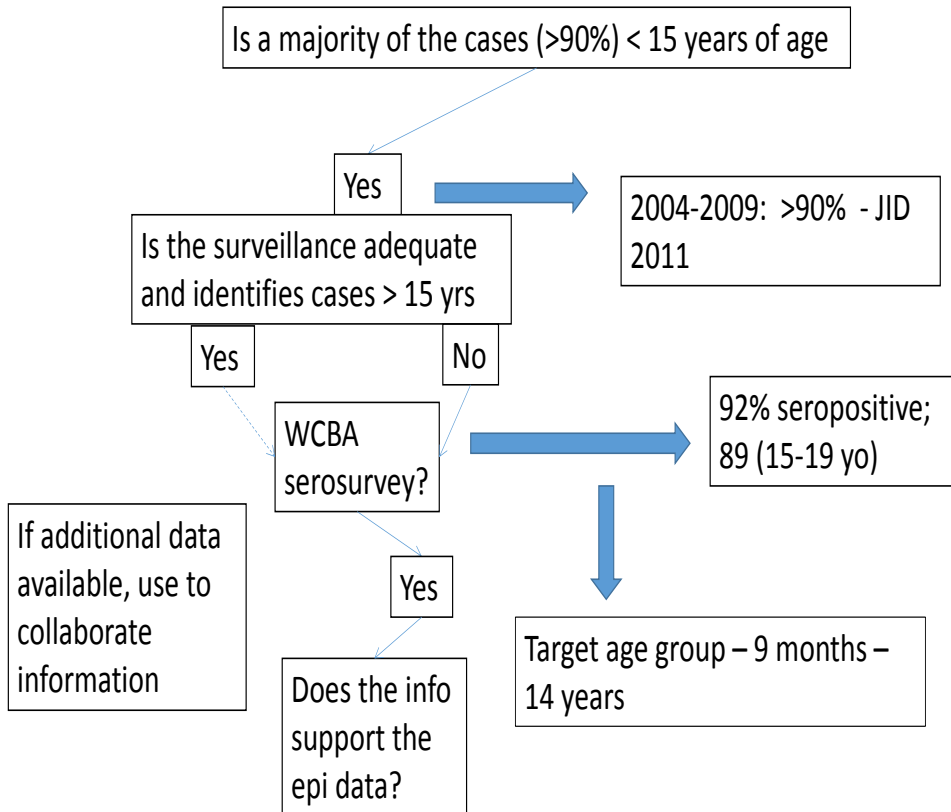 Is a majority of the cases (>90%) < 15 years of age
Yes
2004-2009:  >90%  - JID
2011
Is the surveillance adequate
and identifies cases > 15 yrs
Yes
No
WCBA
serosurvey?
92% seropositive;
89 (15-19 yo)
If additional data
available, use to
collaborate
information
Yes
Target age group – 9 months –
14 years
Does the info
support the
epi data?